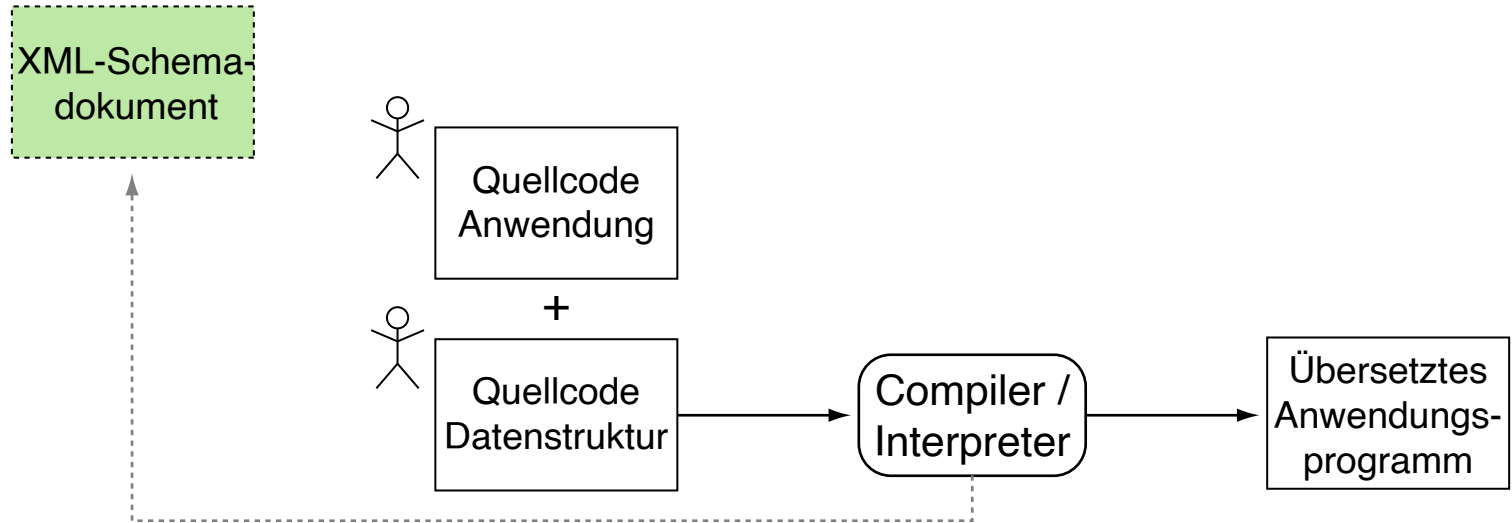 XML-Schema-
dokument
Quellcode
Anwendung
+
Quellcode
Datenstruktur
Compiler /
Interpreter
Übersetztes
Anwendungs-
programm